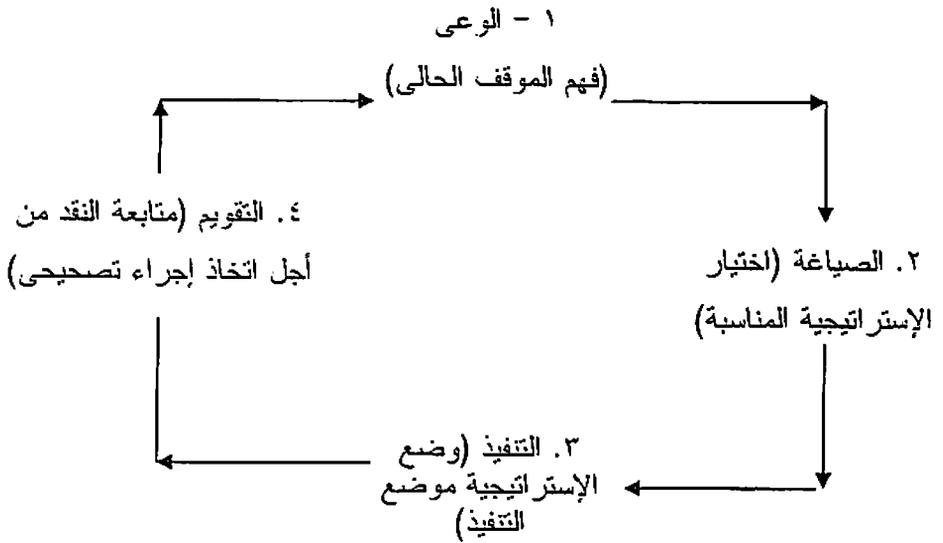 ١ - الوعى
(فهم الموقف الحالى)
٢. الصياغة (اختيار
الإستراتيجية المناسبة)
٣. التنفيذ (وضع
الإستراتيجية موضع
التنفيذ)
٤. التقويم (متابعة النقد من
أجل اتخاذ إجراء تصحيحى)